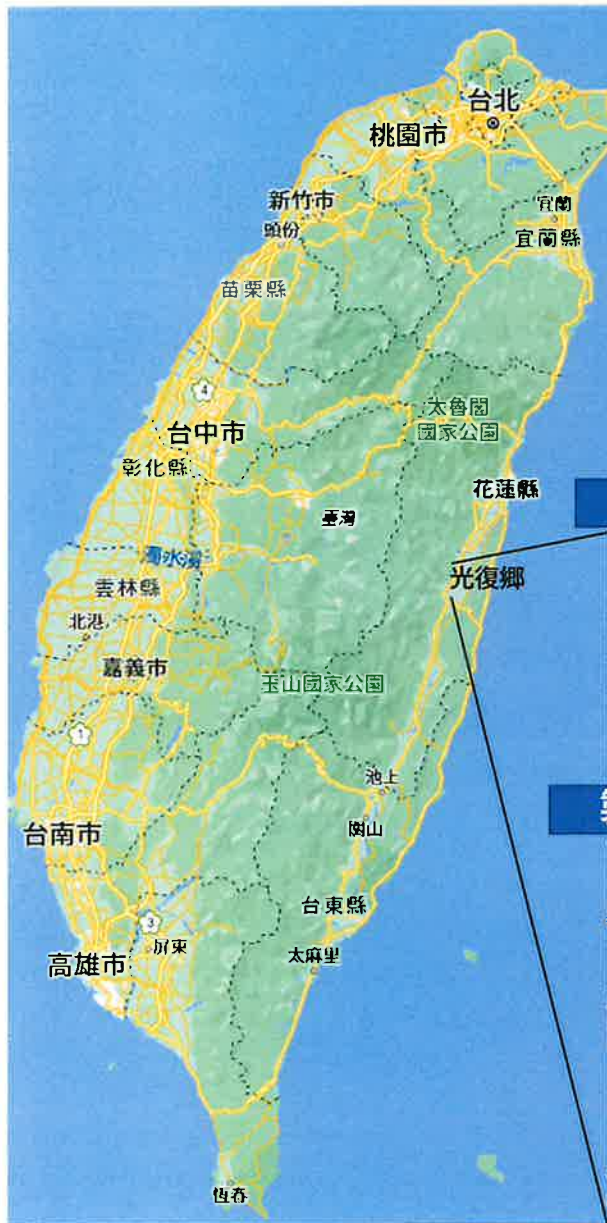 台北
桃園市
新竹市
頭份
宜蘭
宜蘭縣
苗栗縣
4
台中市
太魯閣
國家公園
彰化縣
花蓮縣
臺灣
濁水溪
光復鄉
雲林縣
北港
嘉義市
玉山國家公園
1
池上
關山
台南市
台東縣
3
屏東
高雄市
太麻里
恆春